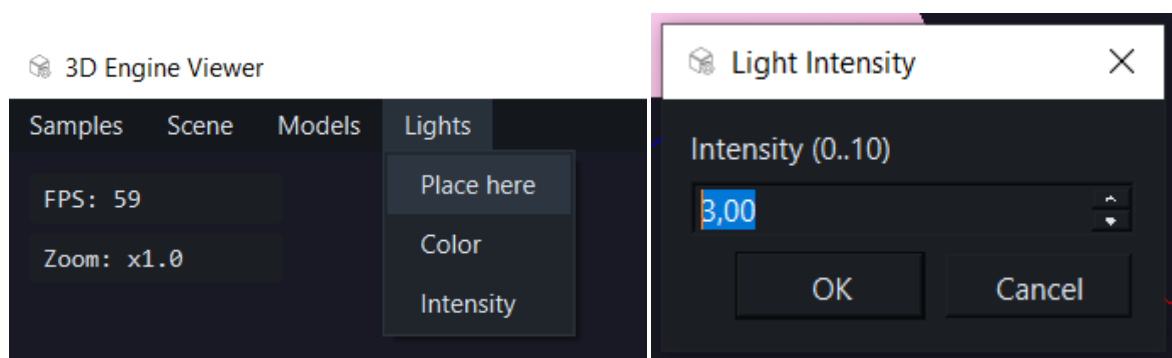 3D Engine Viewer
Samples Scene Models Lights
FPS: 59
Zoom: x1.0
Place here
Color
Intensity
Light Intensity
Intensity (0..10)
3,00
OK Cancel